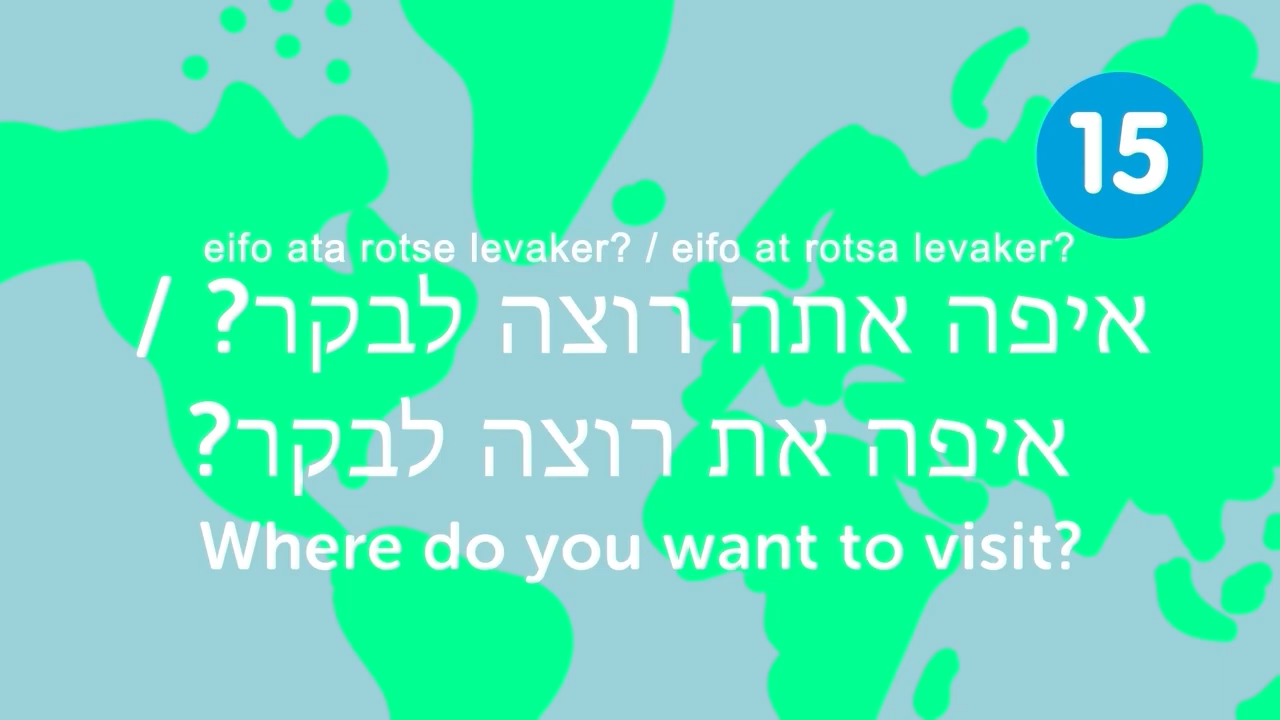 15
eifo ata rotse levaker? / eifo at rotsa levaker?
איפה אתה רוצה לבקר? /
איפה את רוצה לבקר?
Where do you want to visit?